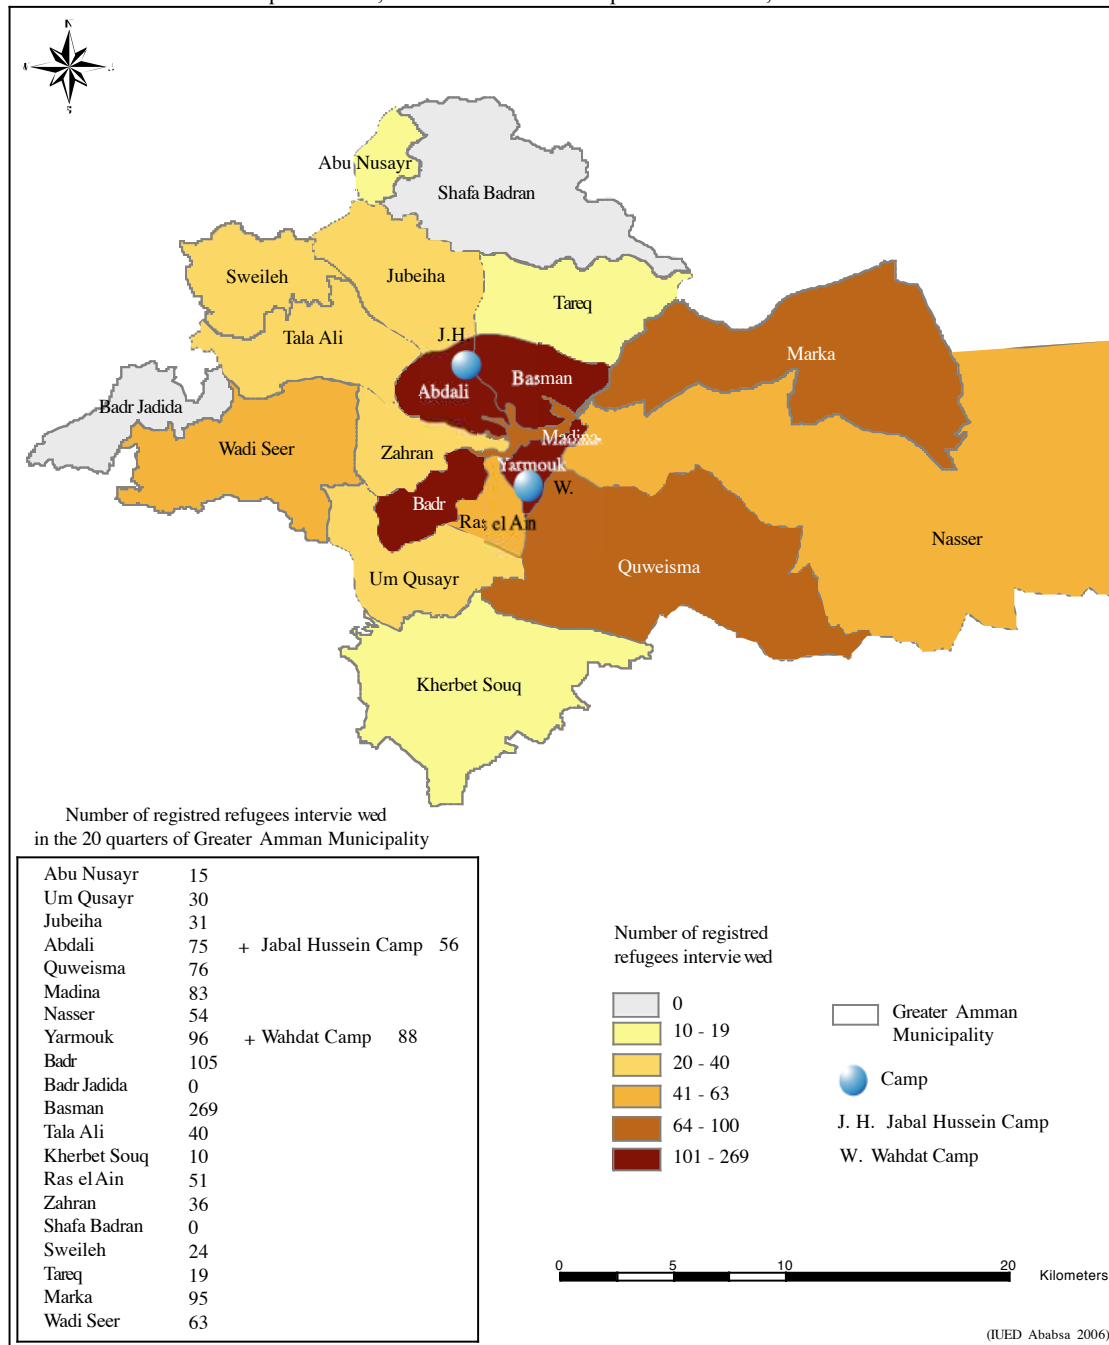 N
S
Abu Nusayr
Shafa Badran
Sweileh
Jubeiha
Tareq
Tala Ali
J.H.
Marka
Abdali
Basman
Badr Jadida
Wadi Seer
Zahran
Madina
Yarmouk
W.
Badr
Ras el Ain
Nasser
Um Qusayr
Quweisma
Kherbet Souq
Number of registred refugees intervie wed
in the 20 quarters of Greater Amman Municipality
Abu Nusayr 15
Um Qusayr 30
Jubeiha 31
Abdali 75 + Jabal Hussein Camp 56
Quweisma 76
Madina 83
Nasser 54
Yarmouk 96 + Wahdat Camp 88
Badr 105
Badr Jadida 0
Basman 269
Tala Ali 40
Kherbet Souq 10
Ras el Ain 51
Zahran 36
Shafa Badran 0
Sweileh 24
Tareq 19
Marka 95
Wadi Seer 63
Number of registred
refugees intervie wed
0
10 - 19
20 - 40
41 - 63
64 - 100
101 - 269
Greater Amman
Municipality
Camp
J. H. Jabal Hussein Camp
W. Wahdat Camp
0 5 10 20
Kilometers
(IUED Ababsa 2006)